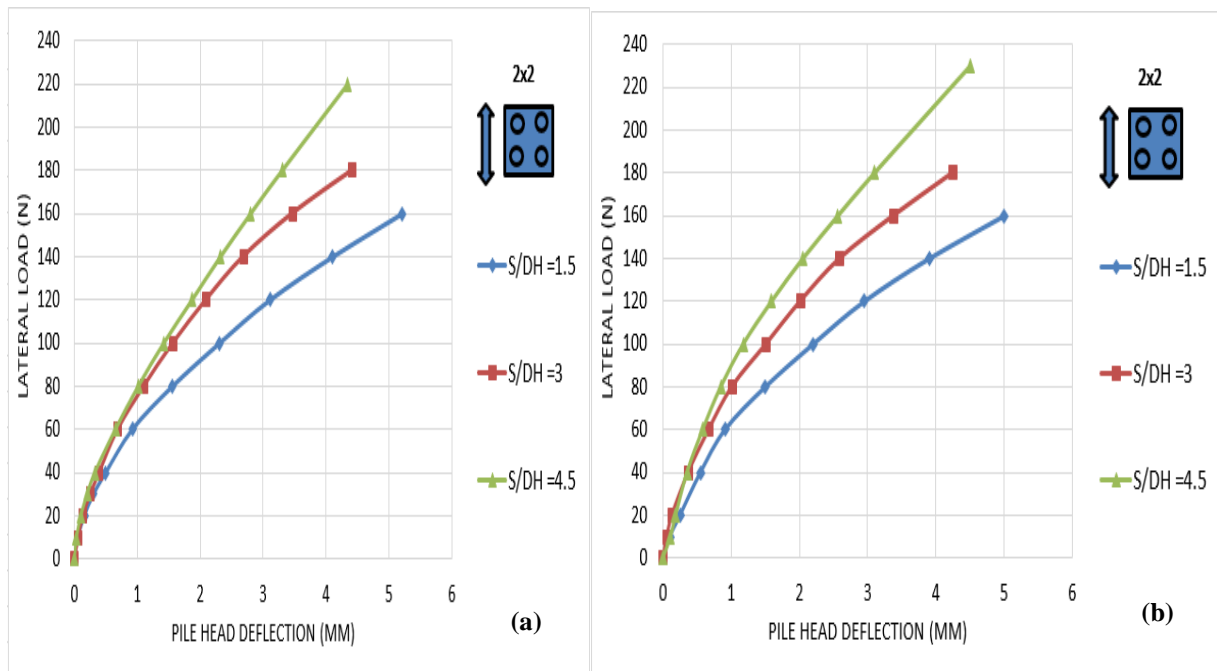 240
220
200
180
160
140
120
100
80
60
40
20
0
LATERAL LOAD (N)
0 1 2 3 4 5 6
PILE HEAD DEFLECTION (MM)
2x2
S/DH =1.5
S/DH =3
S/DH =4.5
(a)
240
220
200
180
160
140
120
100
80
60
40
20
0
LATERAL LOAD (N)
0 1 2 3 4 5 6
PILE HEAD DEFLECTION (MM)
2x2
S/DH =1.5
S/DH =3
S/DH =4.5
(b)